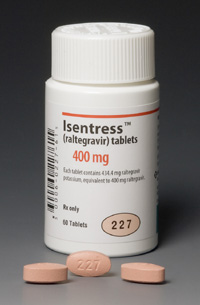 Isentress™
(raltegravir) tablets
400 mg
Each tablet contains 434.4 mg raltegravir
potassium, equivalent to 400 mg raltegravir.
Rx only
60 Tablets
227
227